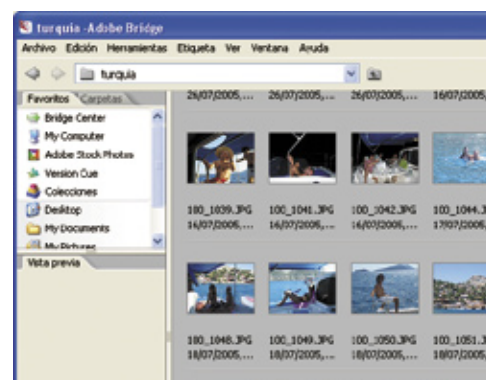 turquia - Adobe Bridge
Archivo Edición Herramientas Etiqueta Ver Ventana Ayuda
turquia
Favoritos Carpetas
Bridge Center
My Computer
Adobe Stock Photos
Version Cue
Colecciones
Desktop
My Documents
My Pictures
Vista previa
26/07/2005,... 26/07/2005,... 26/07/2005,... 16/07/2005
100_1039.JPG 100_1041.JPG 100_1042.JPG 100_1044.J
16/07/2005,... 16/07/2005,... 16/07/2005,... 17/07/2005
100_1048.JPG 100_1049.JPG 100_1050.JPG 100_1051.J
18/07/2005,... 18/07/2005,... 18/07/2005,... 18/07/2005